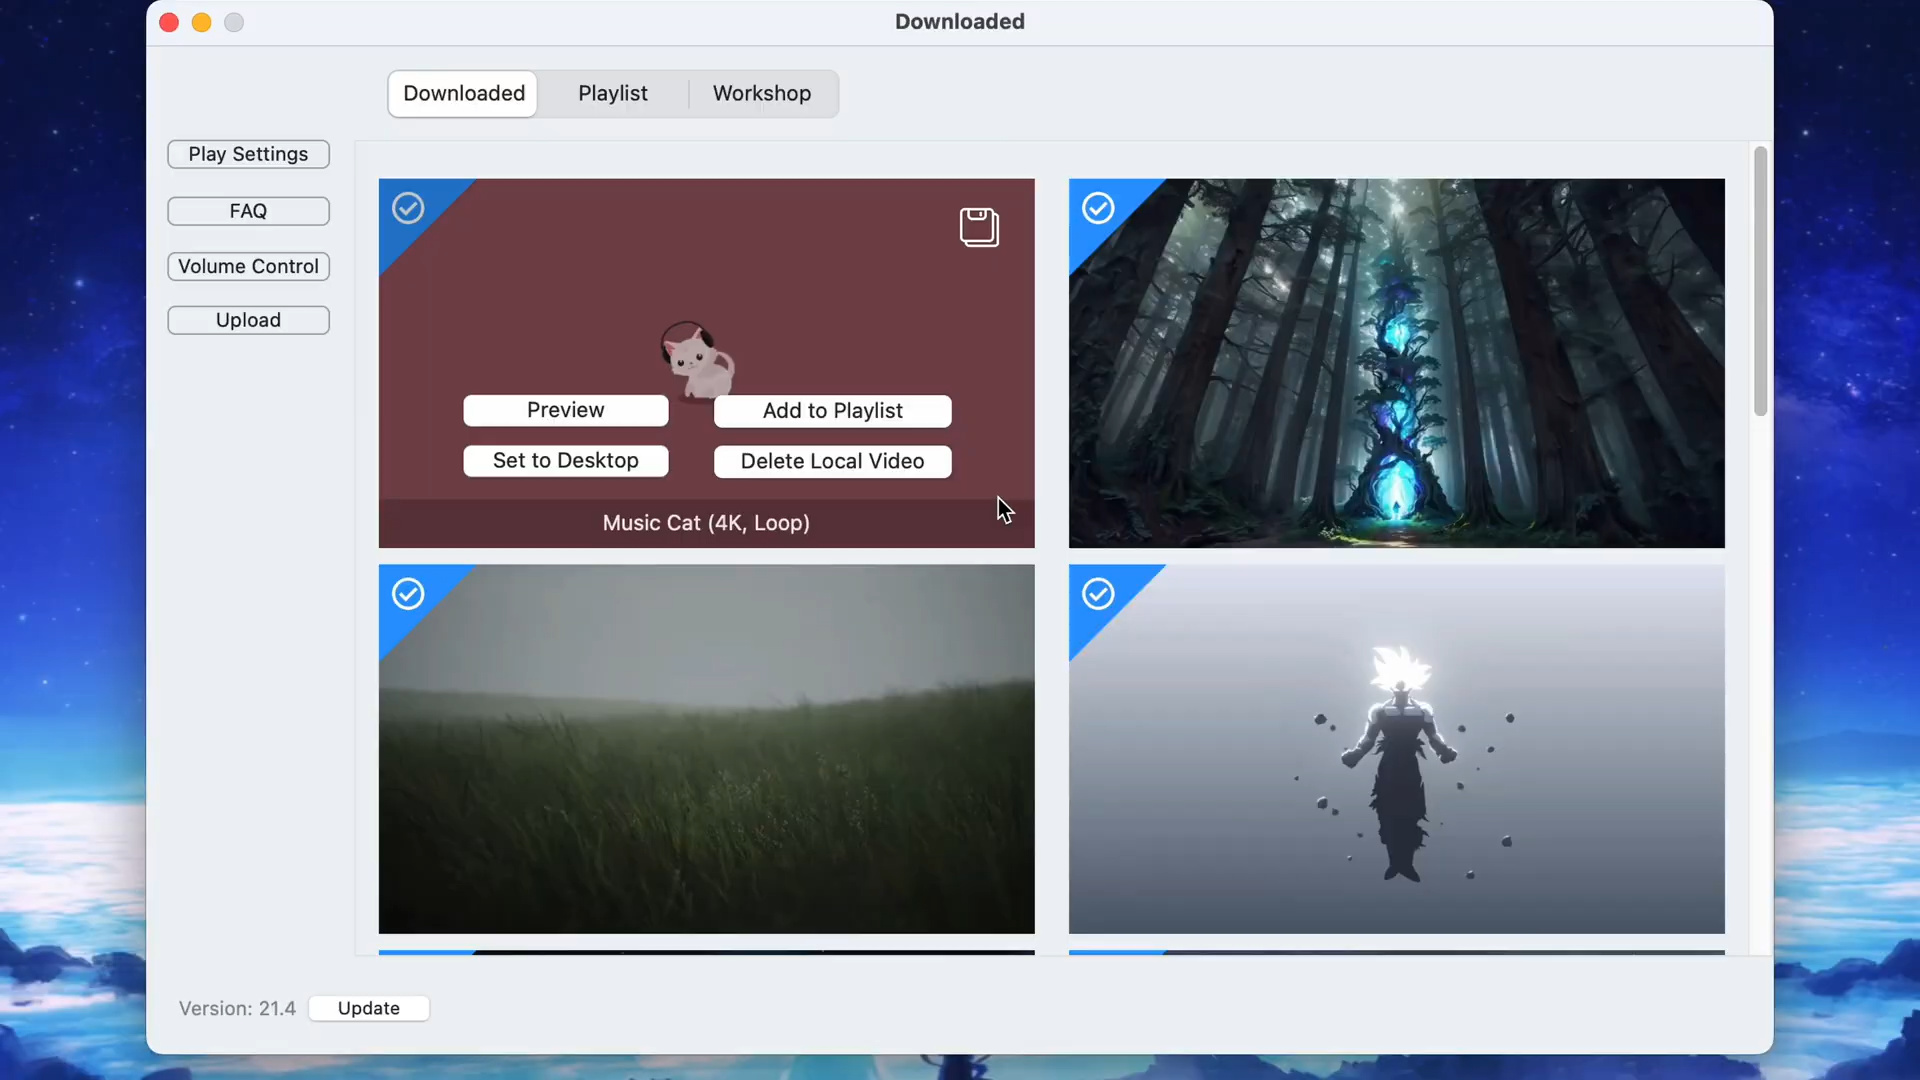 Downloaded
Downloaded
Playlist
Workshop
Play Settings
FAQ
Volume Control
Upload
Preview
Add to Playlist
Set to Desktop
Delete Local Video
Music Cat (4K, Loop)
Version: 21.4
Update